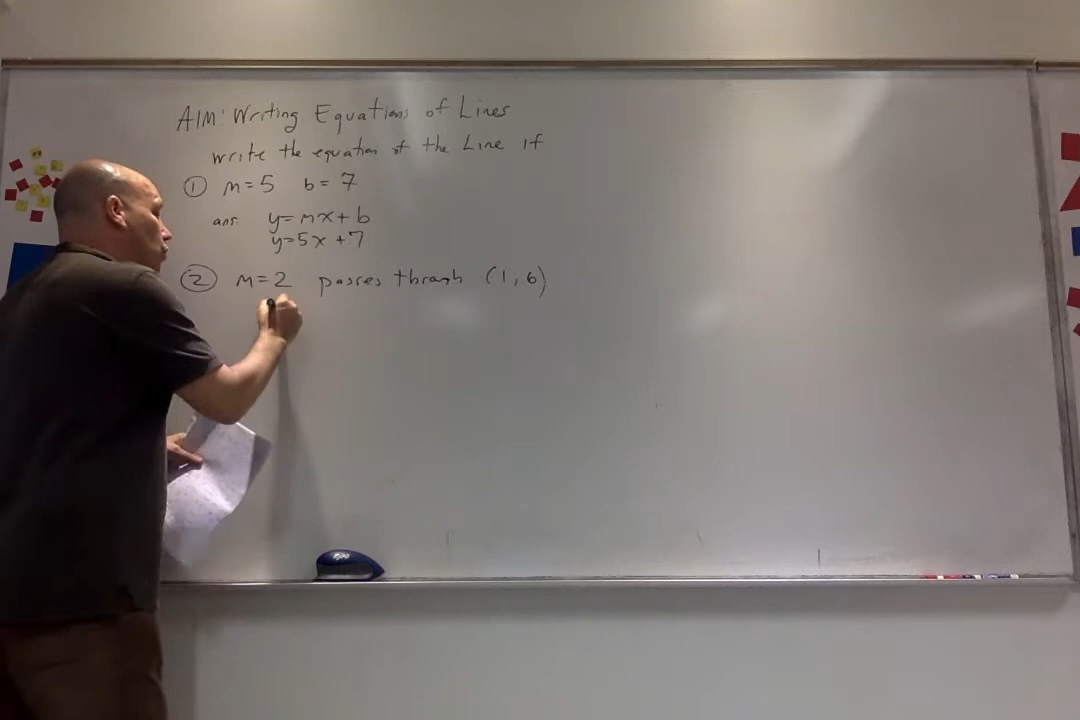 AIM: Writing Equations of Lines
write the equation of the Line if
① m=5 b=7
ans. y=mx+b
y=5x+7
② m=2 passes through (1,6)